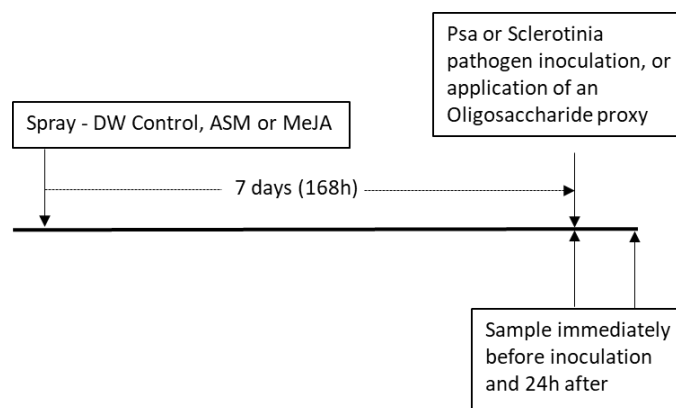 Psa or Sclerotinia
pathogen inoculation, or
application of an
Oligosaccharide proxy
Spray - DW Control, ASM or MeJA
7 days (168h)
Sample immediately
before inoculation
and 24h after